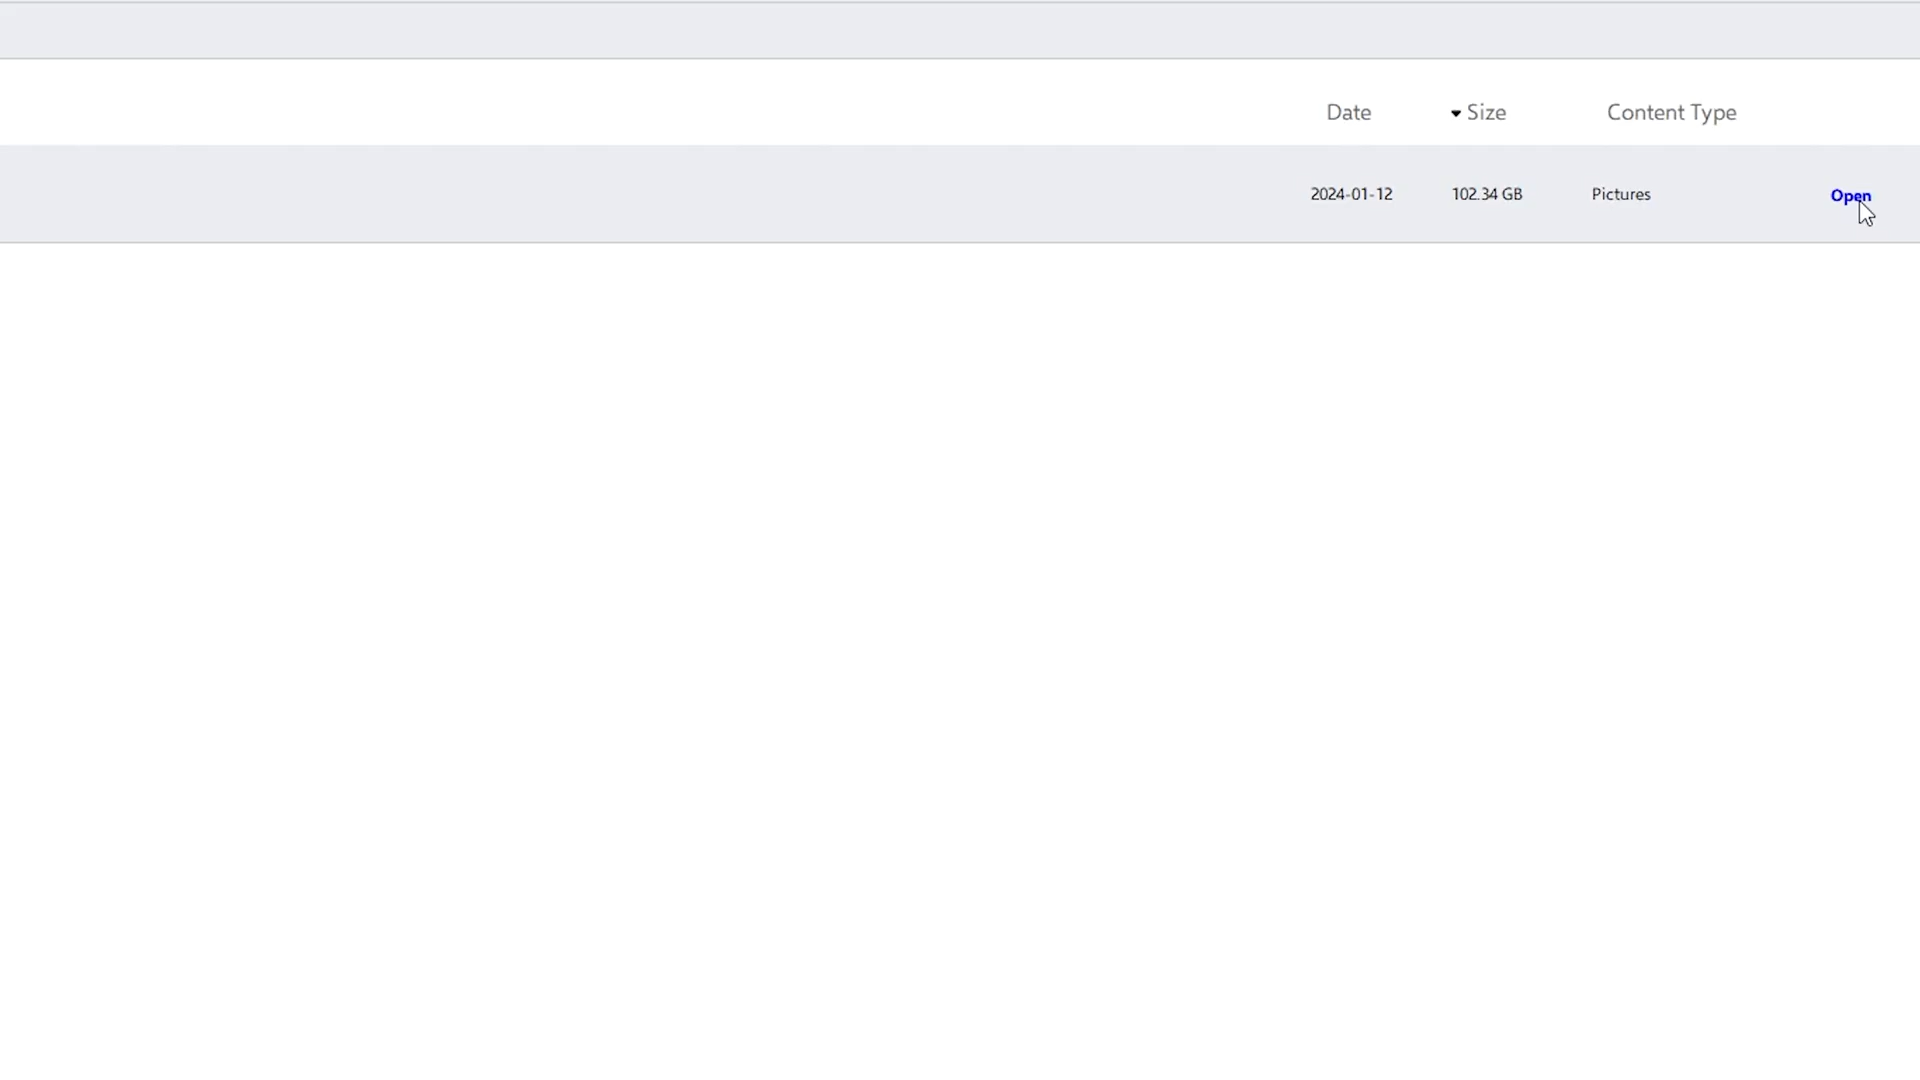 Date Size Content Type
2024-01-12 102.34 GB Pictures Open